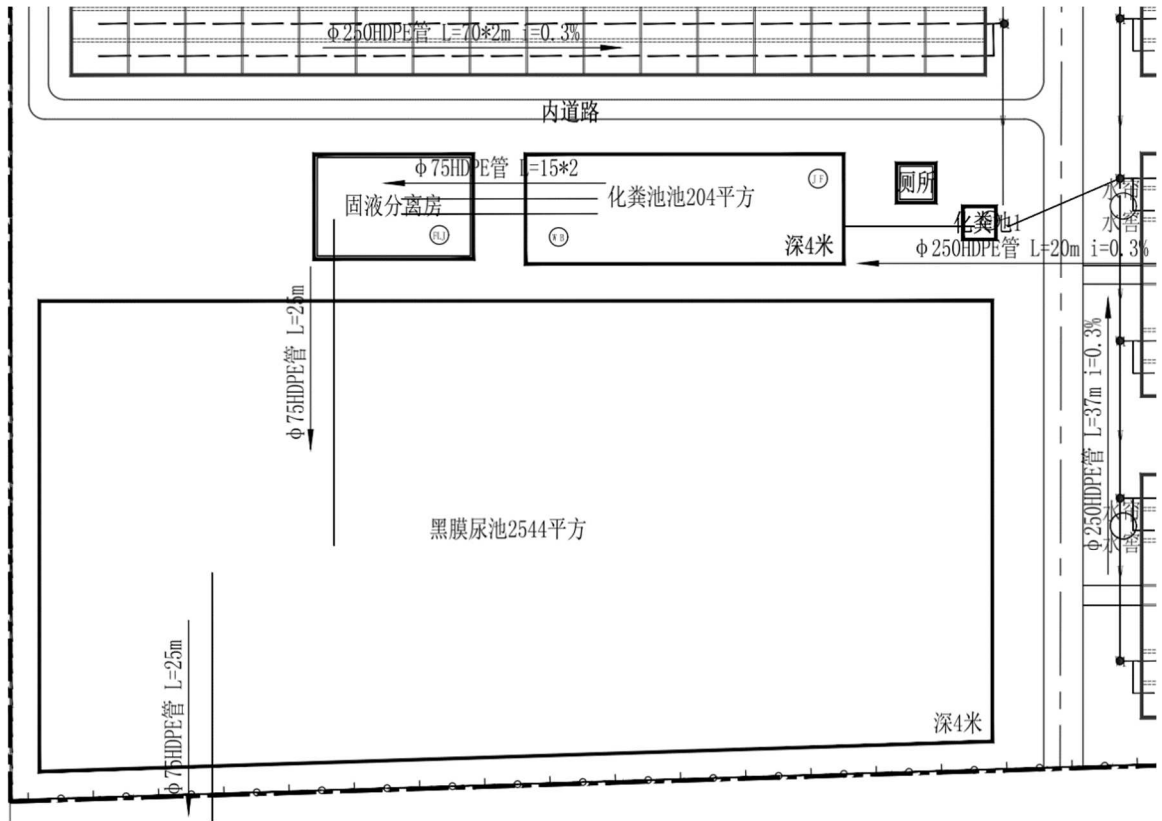 φ250HDPE管 L=70*2m i=0.3%
内道路
φ75HDPE管 L=15*2
固液分离房
FLJ
化粪池池204平方
JF
WB
深4米
厕所
化粪池1
水帘
水窖
φ250HDPE管 L=20m i=0.3%
φ75HDPE管 L=25m
φ250HDPE管 L=37m i=0.3%
黑膜尿池2544平方
水帘
水窖
φ75HDPE管 L=25m
深4米